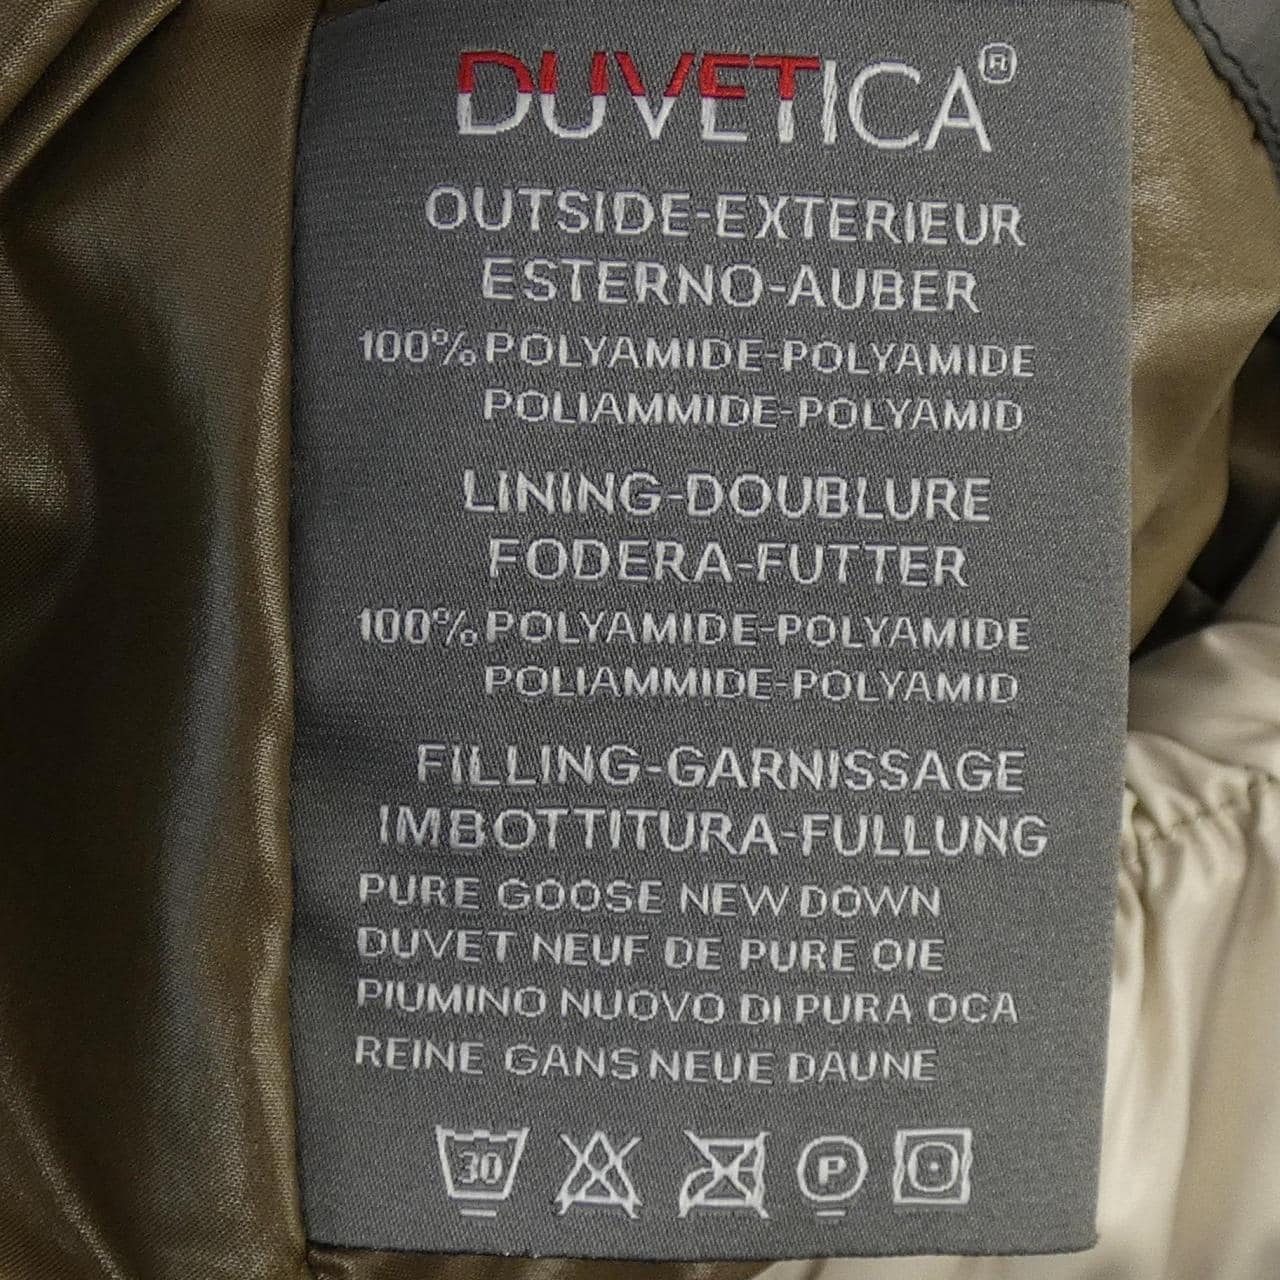 DUVETICA®
OUTSIDE-EXTERIEUR
ESTERNO-AUBER
100% POLYAMIDE-POLYAMIDE
POLIAMMIDE-POLYAMID
LINING-DOUBLURE
FODERA-FUTTER
100% POLYAMIDE-POLYAMIDE
POLIAMMIDE-POLYAMID
FILLING-GARNISSAGE
IMBOTTITURA-FULLUNG
PURE GOOSE NEW DOWN
DUVET NEUF DE PURE OIE
PIUMINO NUOVO DI PURA OCA
REINE GANS NEUE DAUNE
30 P